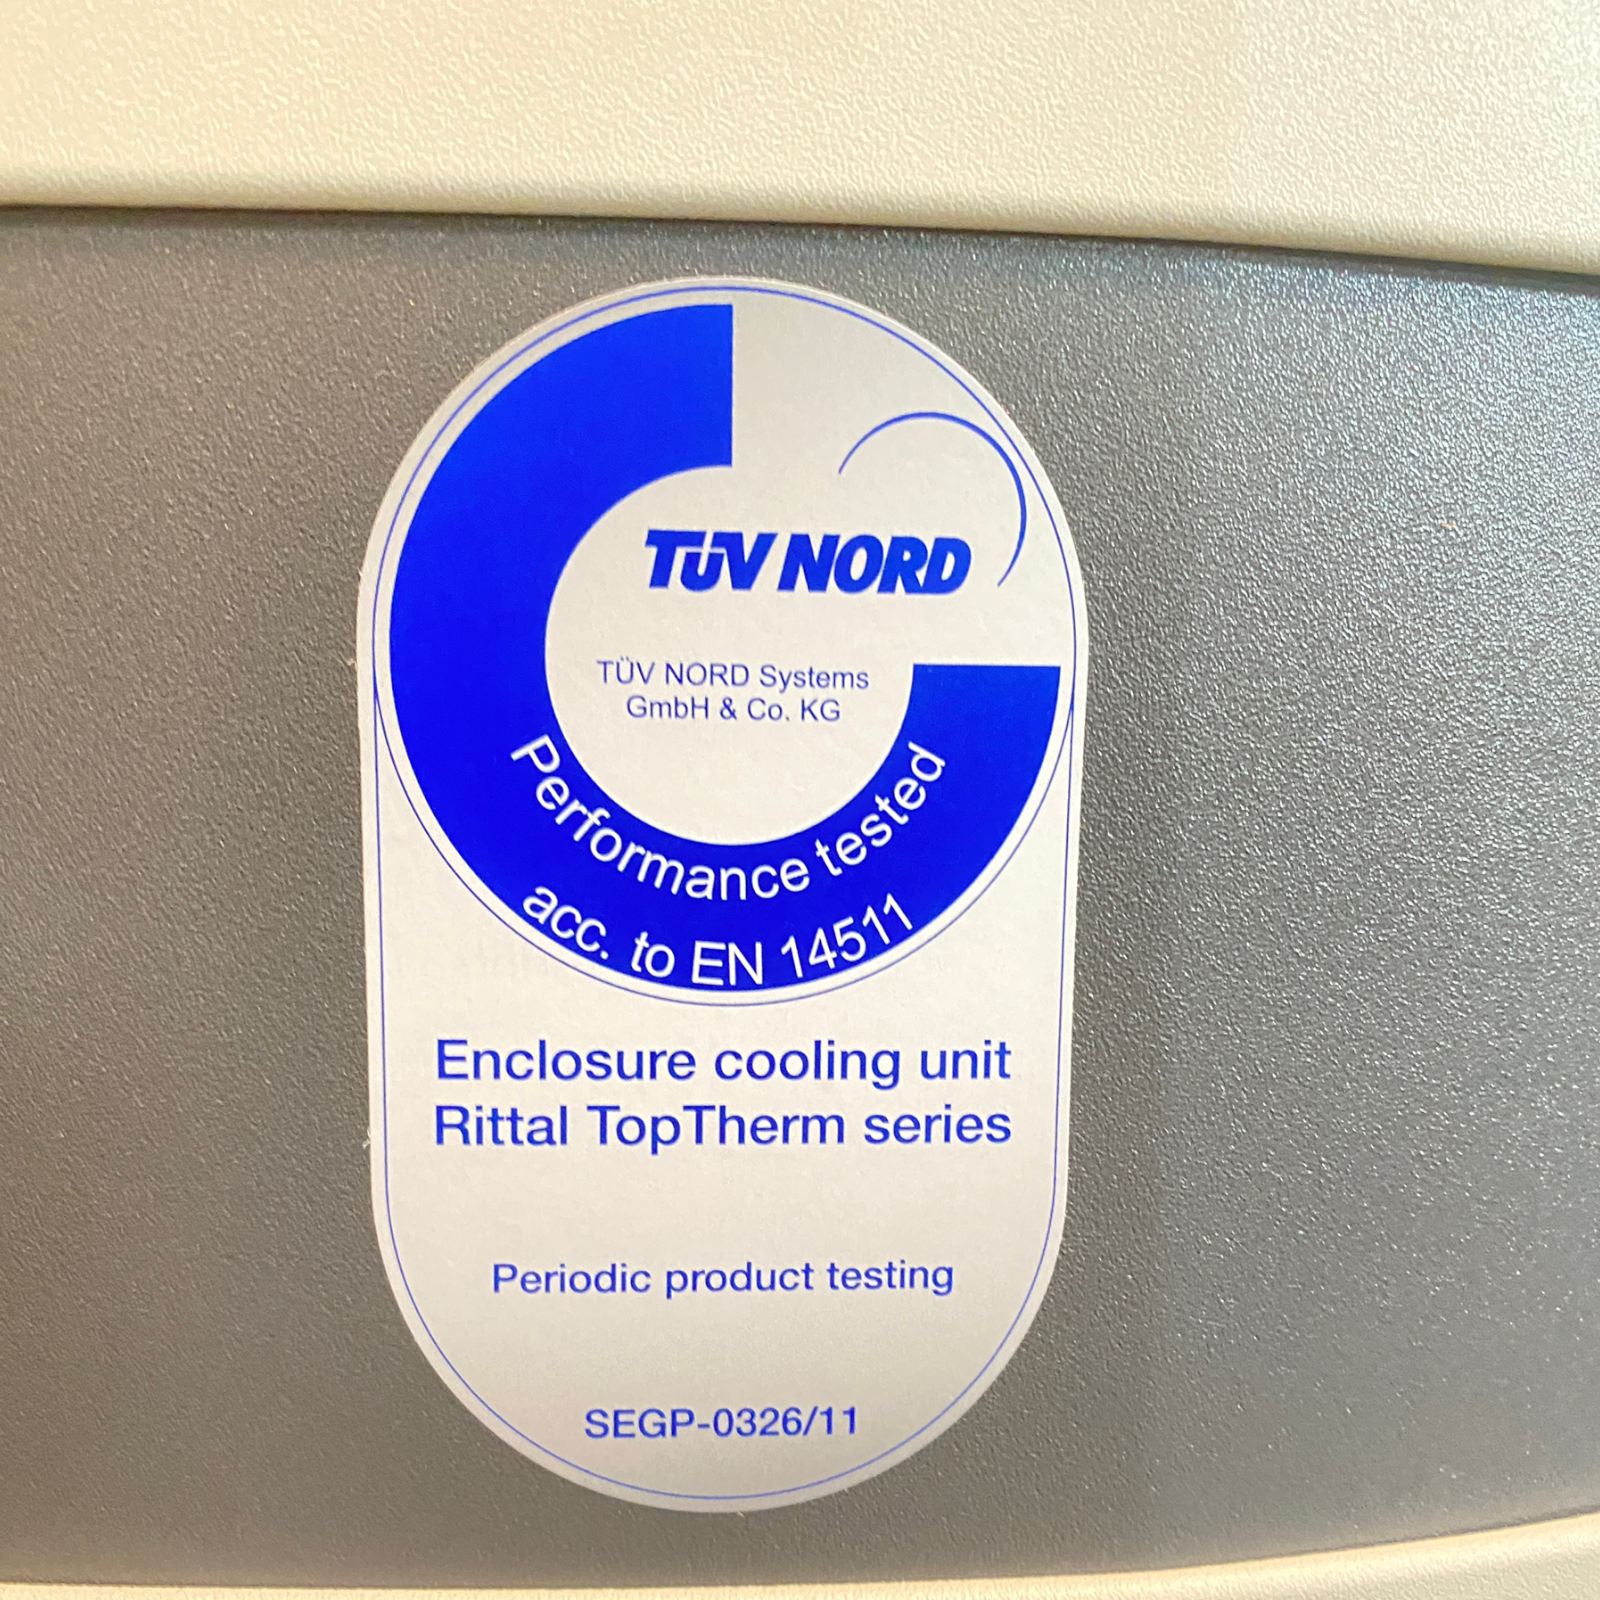 TÜV NORD
TÜV NORD Systems
GmbH & Co. KG
Performance tested
acc. to EN 14511
Enclosure cooling unit
Rittal TopTherm series
Periodic product testing
SEGP-0326/11